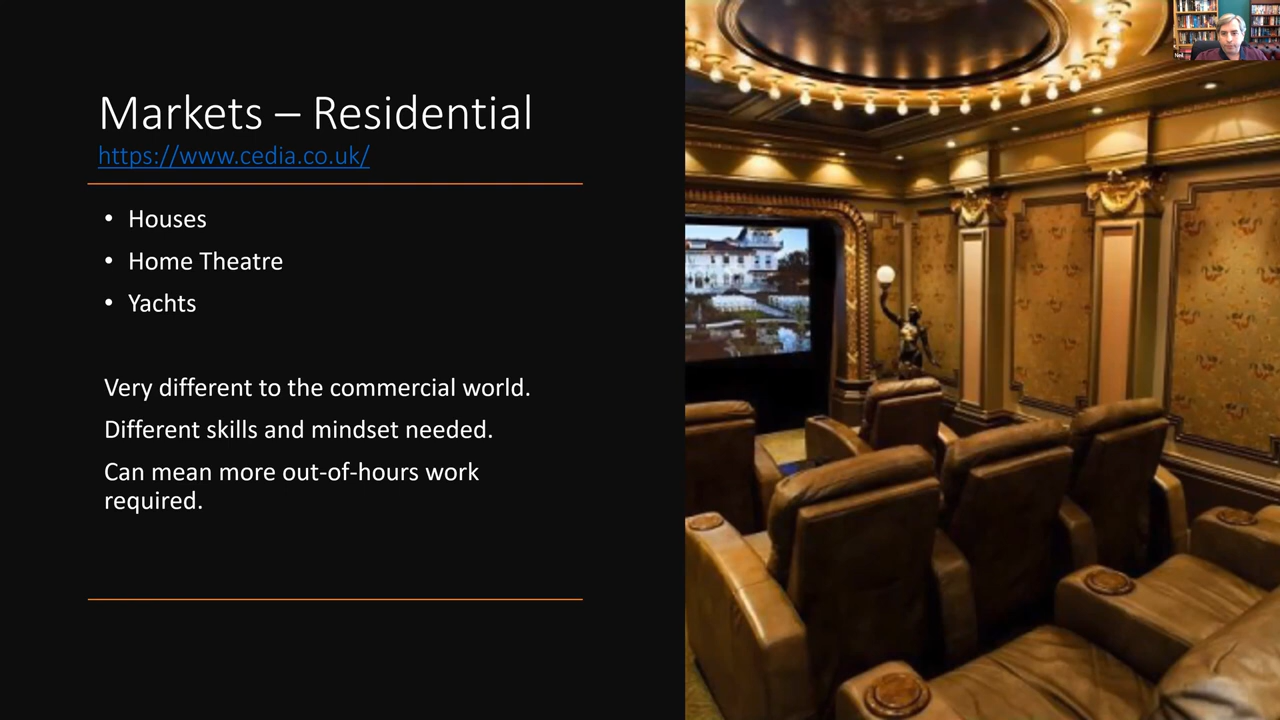 Markets – Residential
https://www.cedia.co.uk/
• Houses
• Home Theatre
• Yachts
Very different to the commercial world.
Different skills and mindset needed.
Can mean more out-of-hours work
required.
Neil